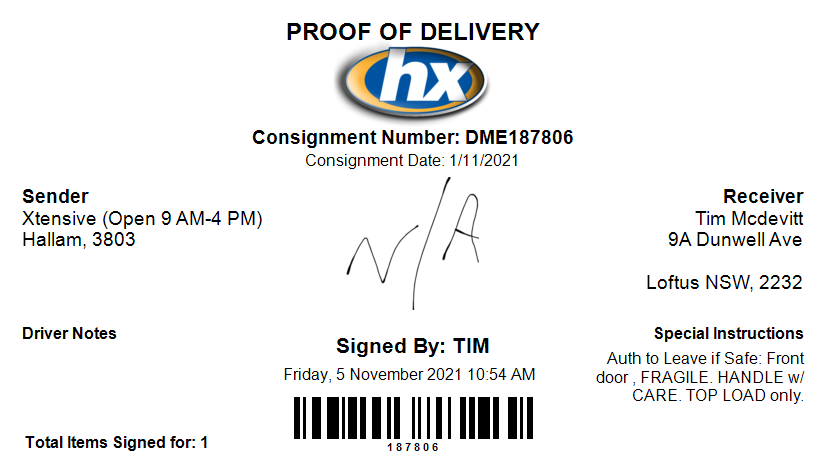 PROOF OF DELIVERY
hx
Consignment Number: DME187806
Consignment Date: 1/11/2021
Sender
Xtensive (Open 9 AM-4 PM)
Hallam, 3803
N/A
Receiver
Tim Mcdevitt
9A Dunwell Ave
Loftus NSW, 2232
Driver Notes
Signed By: TIM
Friday, 5 November 2021 10:54 AM
187806
Special Instructions
Auth to Leave if Safe: Front
door , FRAGILE. HANDLE w/
CARE. TOP LOAD only.
Total Items Signed for: 1